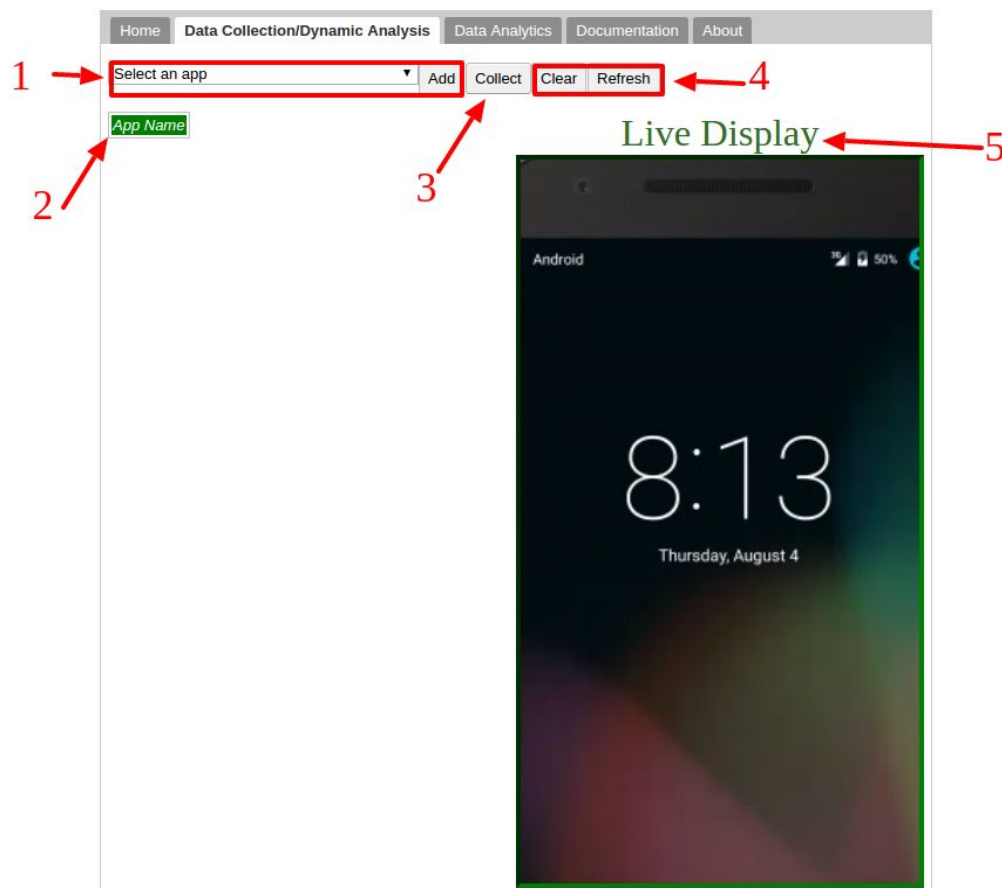 Home Data Collection/Dynamic Analysis Data Analytics Documentation About
1 Select an app Add Collect Clear Refresh 4
App Name
Live Display 5
2 3
Android 3G 50%
8:13
Thursday, August 4